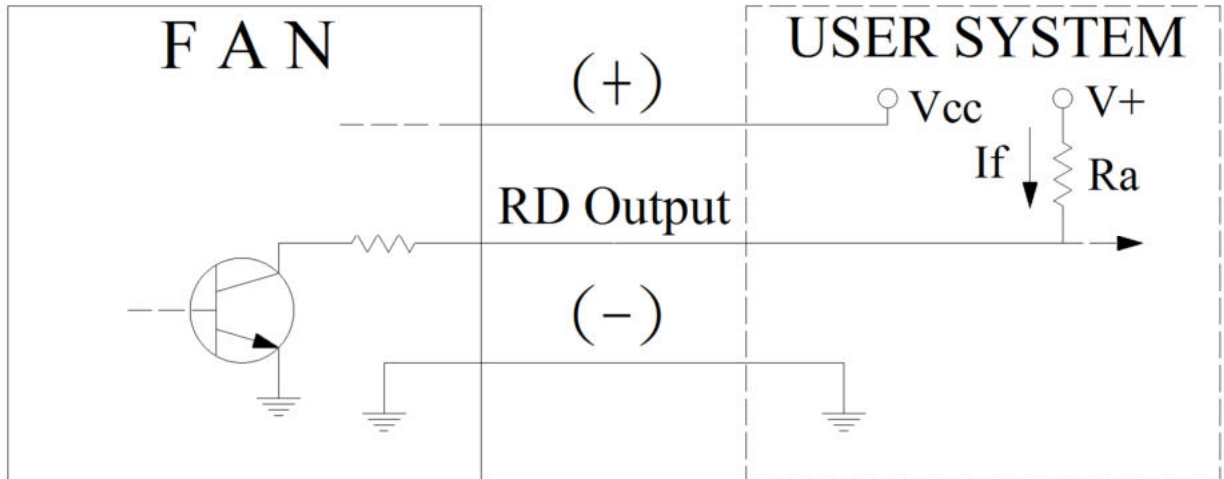 F A N
USER SYSTEM
(+)
Vcc
V+
If
Ra
RD Output
(-)